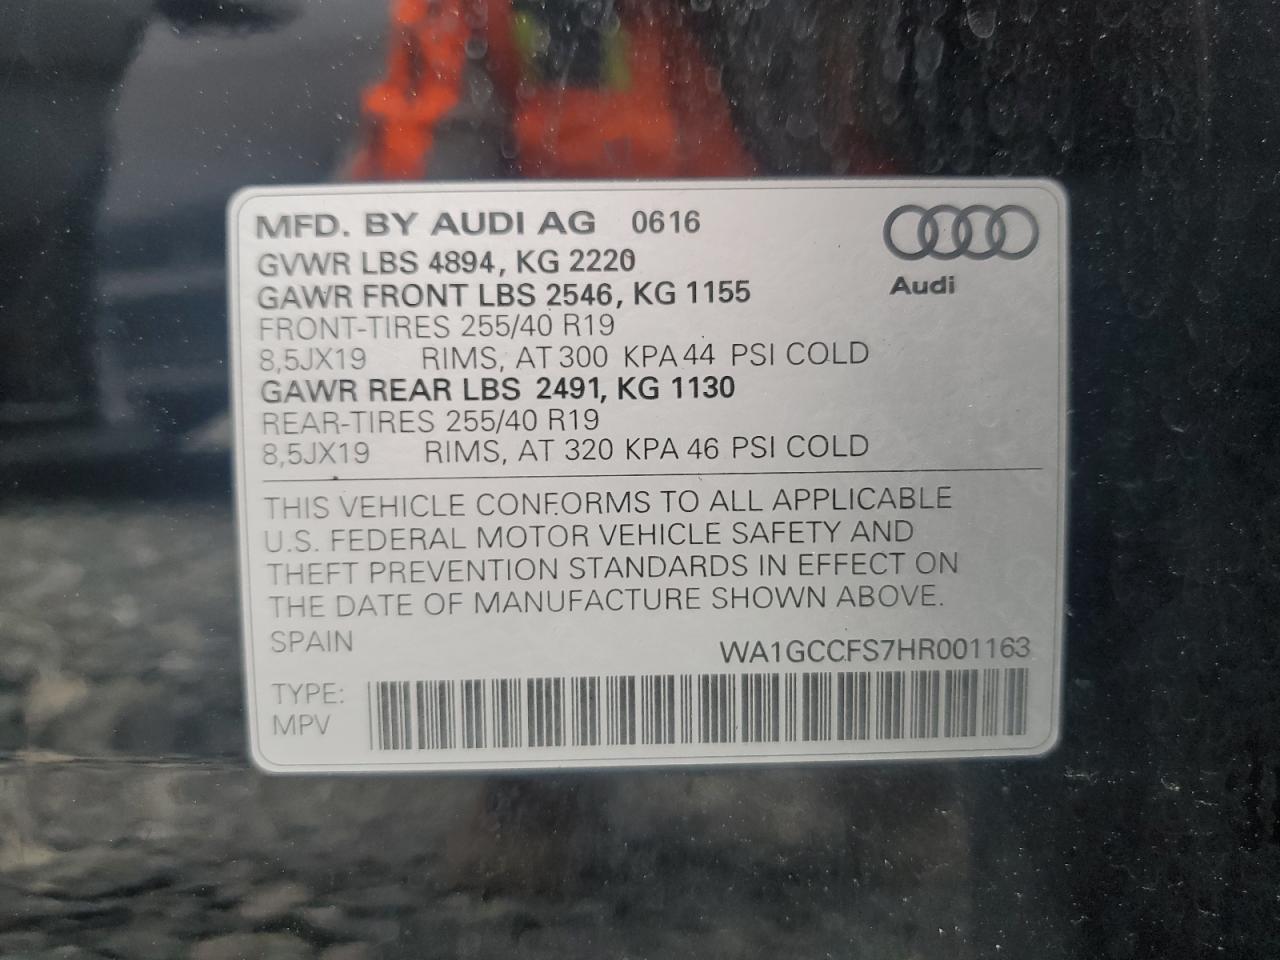 MFD. BY AUDI AG 0616
GVWR LBS 4894, KG 2220
Audi
GAWR FRONT LBS 2546, KG 1155
FRONT-TIRES 255/40 R19
8,5JX19 RIMS, AT 300 KPA 44 PSI COLD
GAWR REAR LBS 2491, KG 1130
REAR-TIRES 255/40 R19
8,5JX19 RIMS, AT 320 KPA 46 PSI COLD
THIS VEHICLE CONFORMS TO ALL APPLICABLE
U.S. FEDERAL MOTOR VEHICLE SAFETY AND
THEFT PREVENTION STANDARDS IN EFFECT ON
THE DATE OF MANUFACTURE SHOWN ABOVE.
SPAIN WA1GCCFS7HR001163
TYPE:
MPV